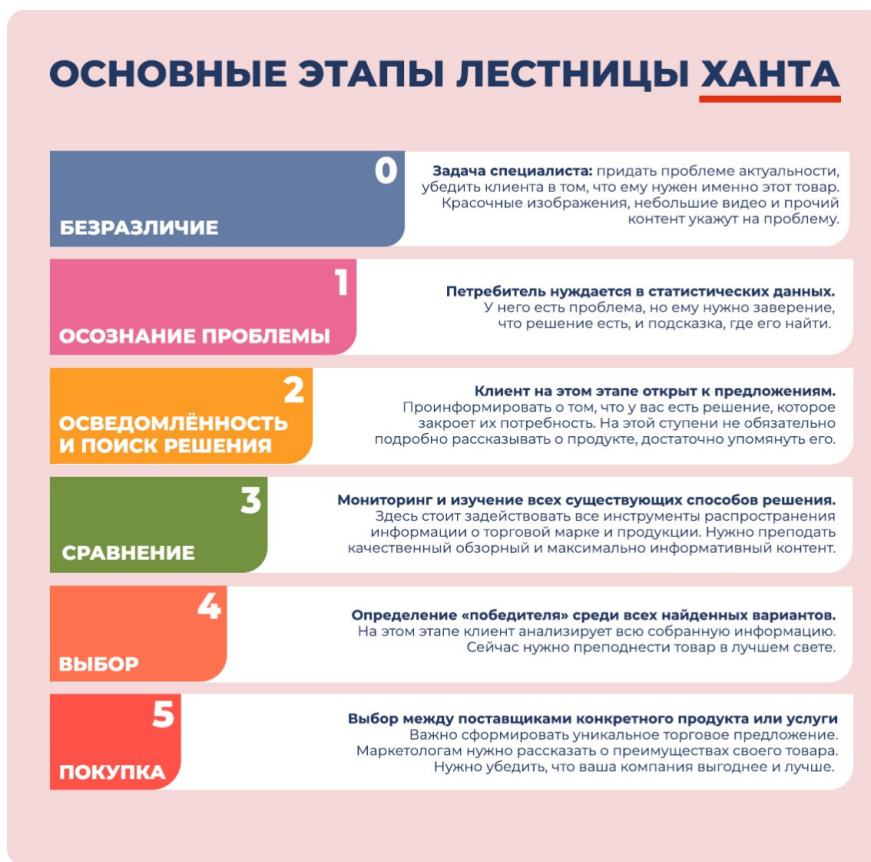 ОСНОВНЫЕ ЭТАПЫ ЛЕСТНИЦЫ ХАНТА
0
БЕЗРАЗЛИЧИЕ
Задача специалиста: придать проблеме актуальности,
убедить клиента в том, что ему нужен именно этот товар.
Красочные изображения, небольшие видео и прочий
контент укажут на проблему.
1
ОСОЗНАНИЕ ПРОБЛЕМЫ
Петребитель нуждается в статистических данных.
У него есть проблема, но ему нужно заверение,
что решение есть, и подсказка, где его найти.
2
ОСВЕДОМЛЁННОСТЬ
И ПОИСК РЕШЕНИЯ
Клиент на этом этапе открыт к предложениям.
Проинформировать о том, что у вас есть решение, которое
закроет их потребность. На этой ступени не обязательно
подробно рассказывать о продукте, достаточно упомянуть его.
3
СРАВНЕНИЕ
Мониторинг и изучение всех существующих способов решения.
Здесь стоит задействовать все инструменты распространения
информации о торговой марке и продукции. Нужно преподать
качественный обзорный и максимально информативный контент.
4
ВЫБОР
Определение «победителя» среди всех найденных вариантов.
На этом этапе клиент анализирует всю собранную информацию.
Сейчас нужно преподнести товар в лучшем свете.
5
ПОКУПКА
Выбор между поставщиками конкретного продукта или услуги
Важно сформировать уникальное торговое предложение.
Маркетологам нужно рассказать о преимуществах своего товара.
Нужно убедить, что ваша компания выгоднее и лучше.